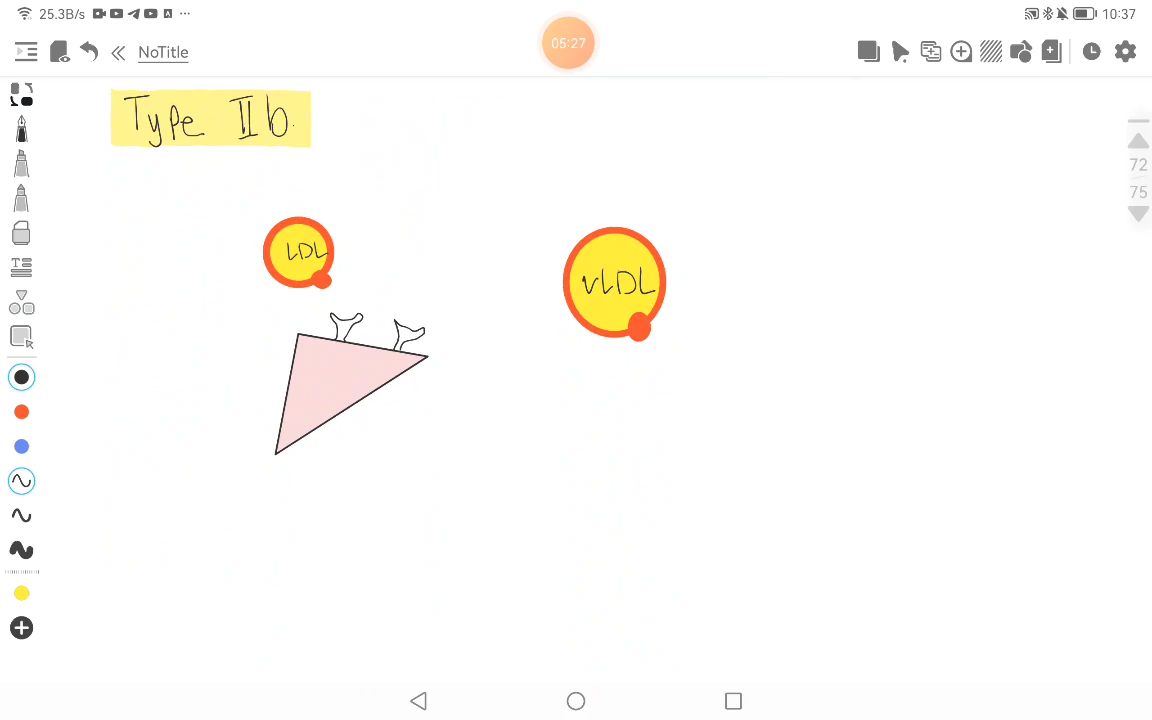 25.3B/s
10:37
05:27
NoTitle
Type IIb.
72
75
LDL
vLDL